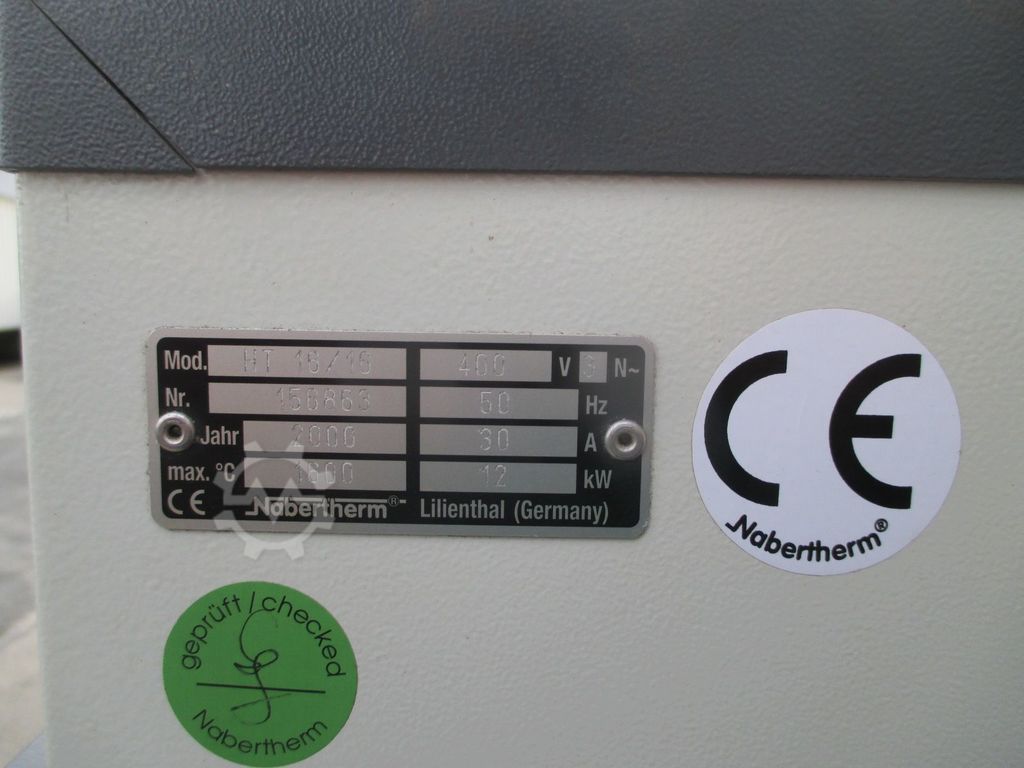 Mod. HT 16/16 400 V 3 N~
Nr. 156863 50 Hz
Jahr 2000 30 A
max. °C 1600 12 kW
CE Nabertherm® Lilienthal (Germany)
CE
Nabertherm®
geprüft/checked
Nabertherm